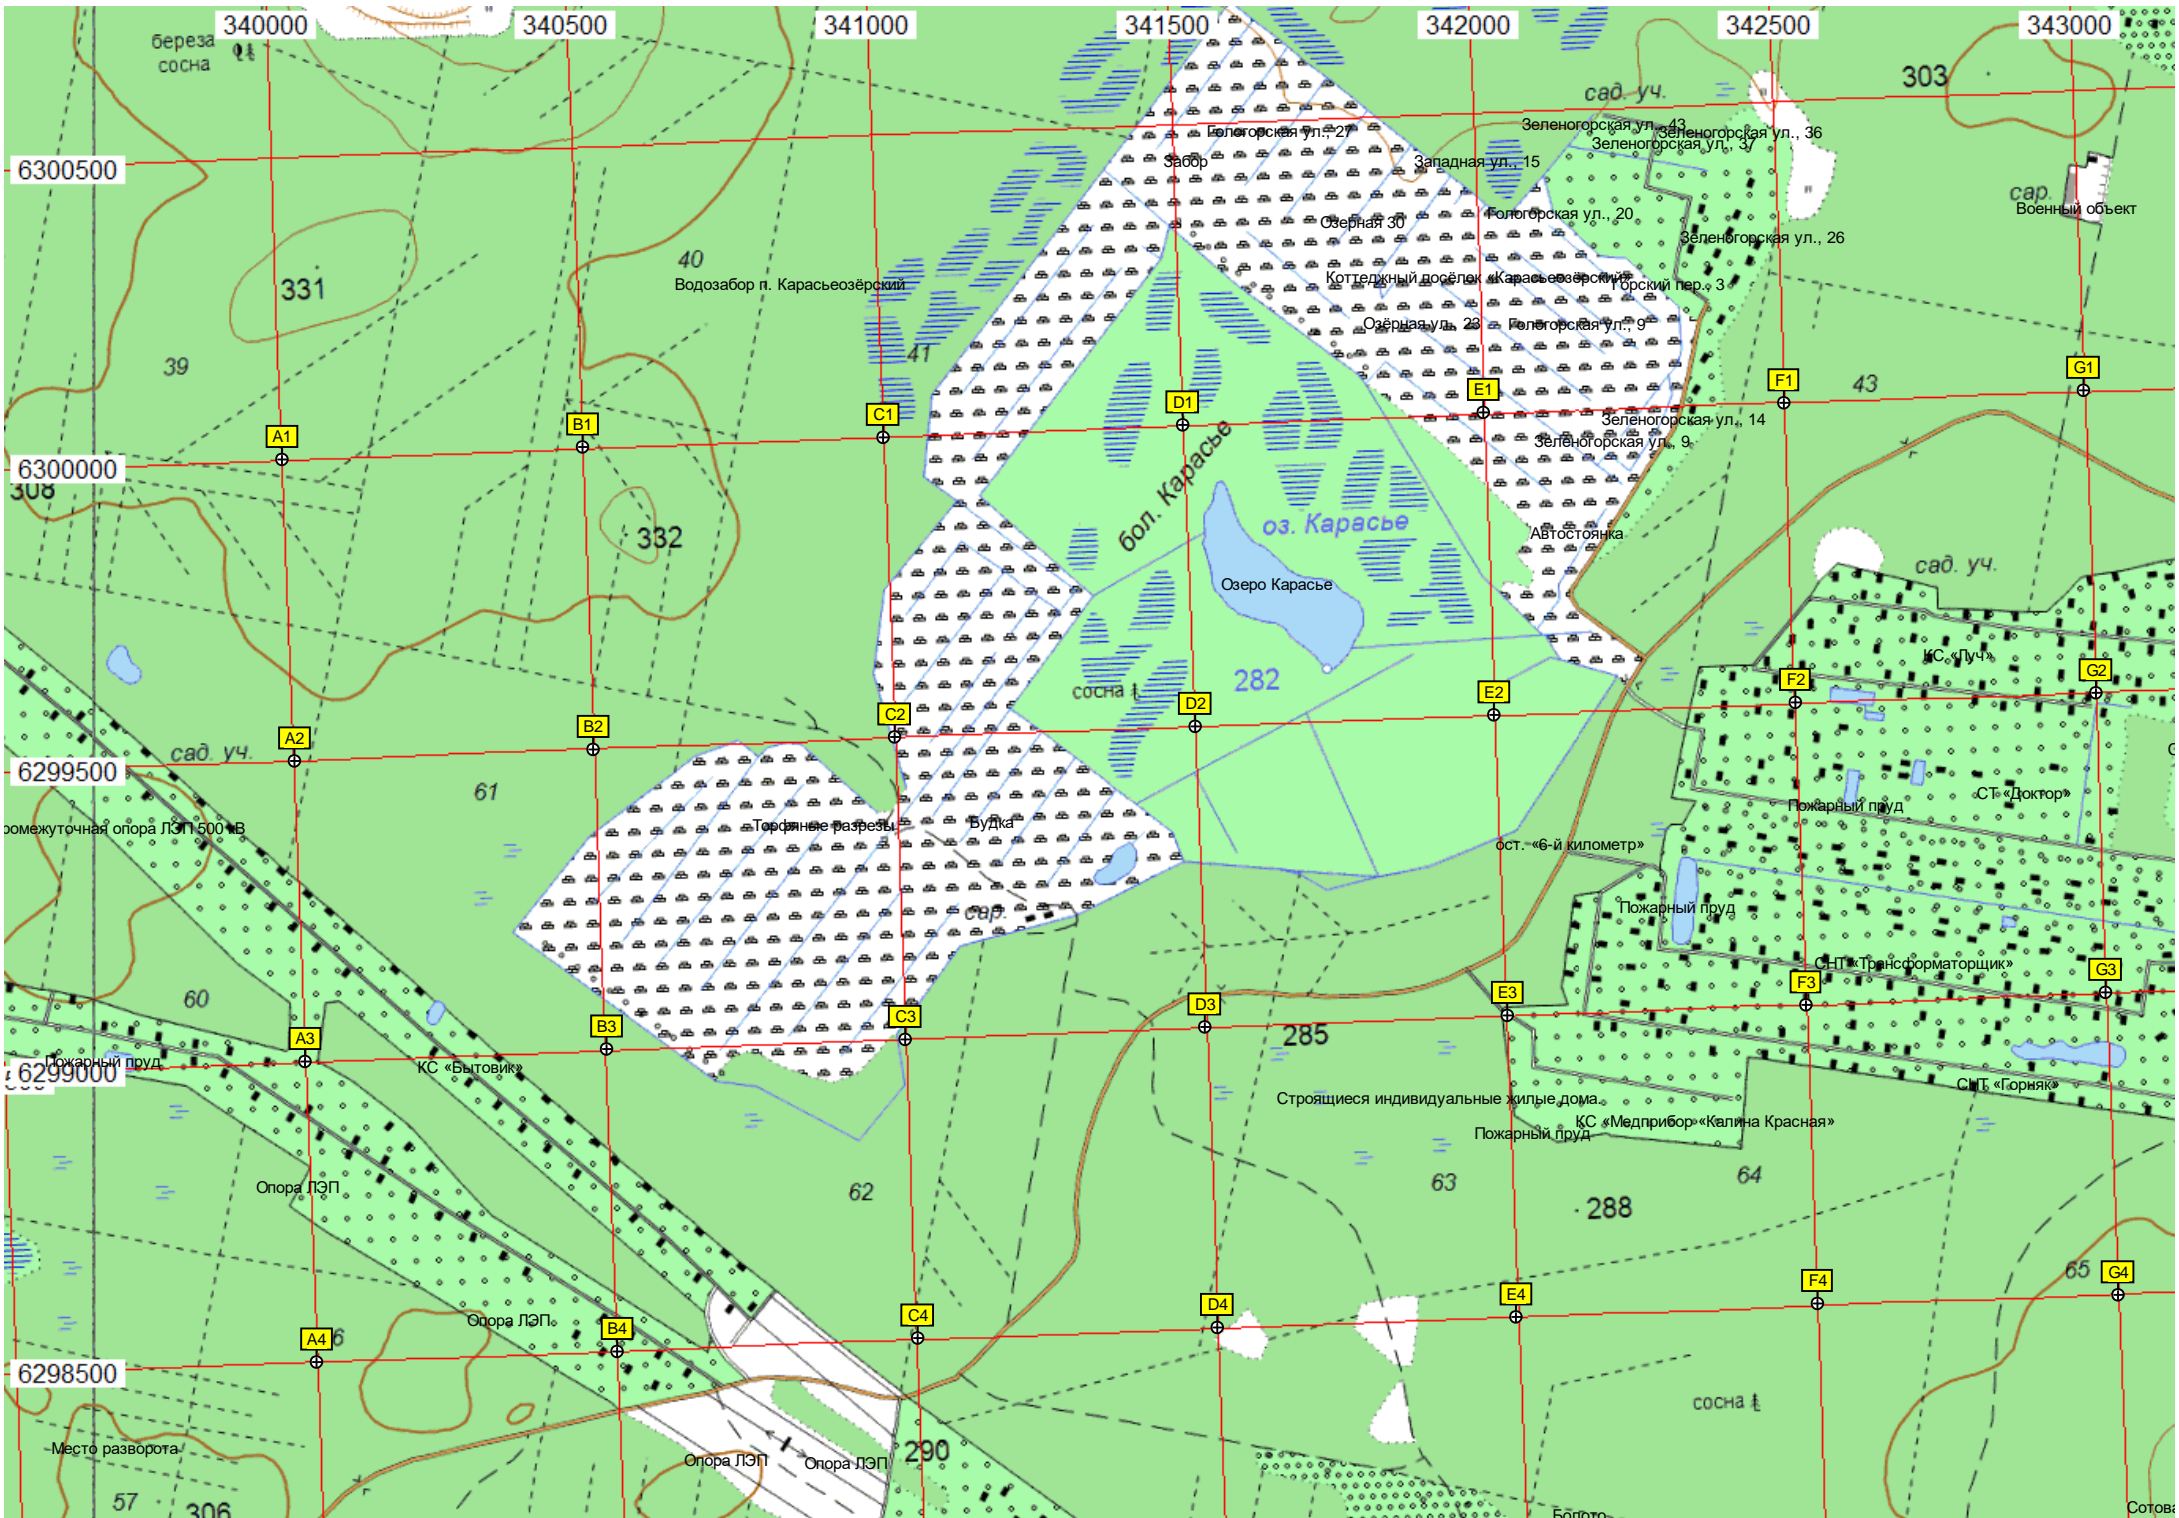 340000 340500 341000 341500 342000 342500 343000
береза
сосна
303
сад. уч.
Гологорская ул., 27
Зеленогорская ул., 43
Зеленогорская ул., 36
Зеленогорская ул., 37
Забор
Западная ул., 15
6300500
сар.
Военный объект
Озерная 30
Гологорская ул., 20
Зеленогорская ул., 26
40
331
Водозабор п. Карасьеозёрский
Коттеджный посёлок «Карасьеозёрский»
Горский пер., 3
Озёрная ул., 23
Гологорская ул., 9
41
39
43
A1 B1 C1 D1 E1 F1 G1
Зеленогорская ул., 14
Зеленогорская ул., 9
6300000
308
332
бол. Карасье
оз. Карасье
Автостоянка
сад. уч.
Озеро Карасье
КС «Луч»
282
сосна
A2 B2 C2 D2 E2 F2 G2
сад. уч.
6299500
61
СТ «Доктор»
Пожарный пруд
ромежуточная опора ЛЭП 500 кВ
Торфяные разрезы
Будка
ост. «6-й километр»
сар.
Пожарный пруд
СНТ «Трансформаторщик»
60
A3 B3 C3 D3 E3 F3 G3
285
Пожарный пруд
6299000
КС «Бытовик»
СНТ «Горняк»
Строящиеся индивидуальные жилые дома.
КС «Медприбор»
«Калина Красная»
Пожарный пруд
62
63
64
Опора ЛЭП
288
65
A4 B4 C4 D4 E4 F4 G4
Опора ЛЭП
6298500
сосна
Место разворота
290
Опора ЛЭП
Опора ЛЭП
57
306
Болото
Сотова